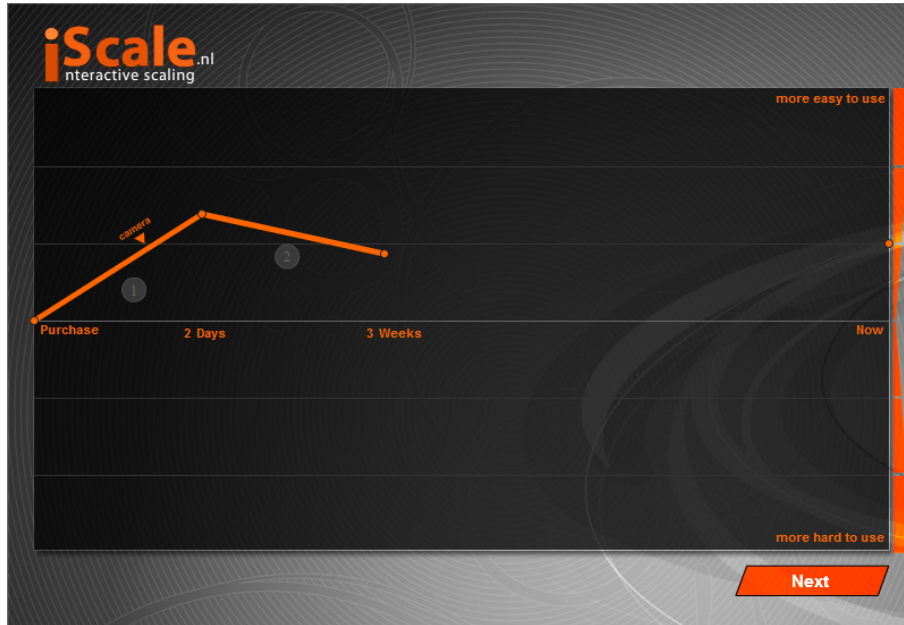 iScale.nl
nteractive scaling
more easy to use
camera
1
2
Purchase
2 Days
3 Weeks
Now
more hard to use
Next